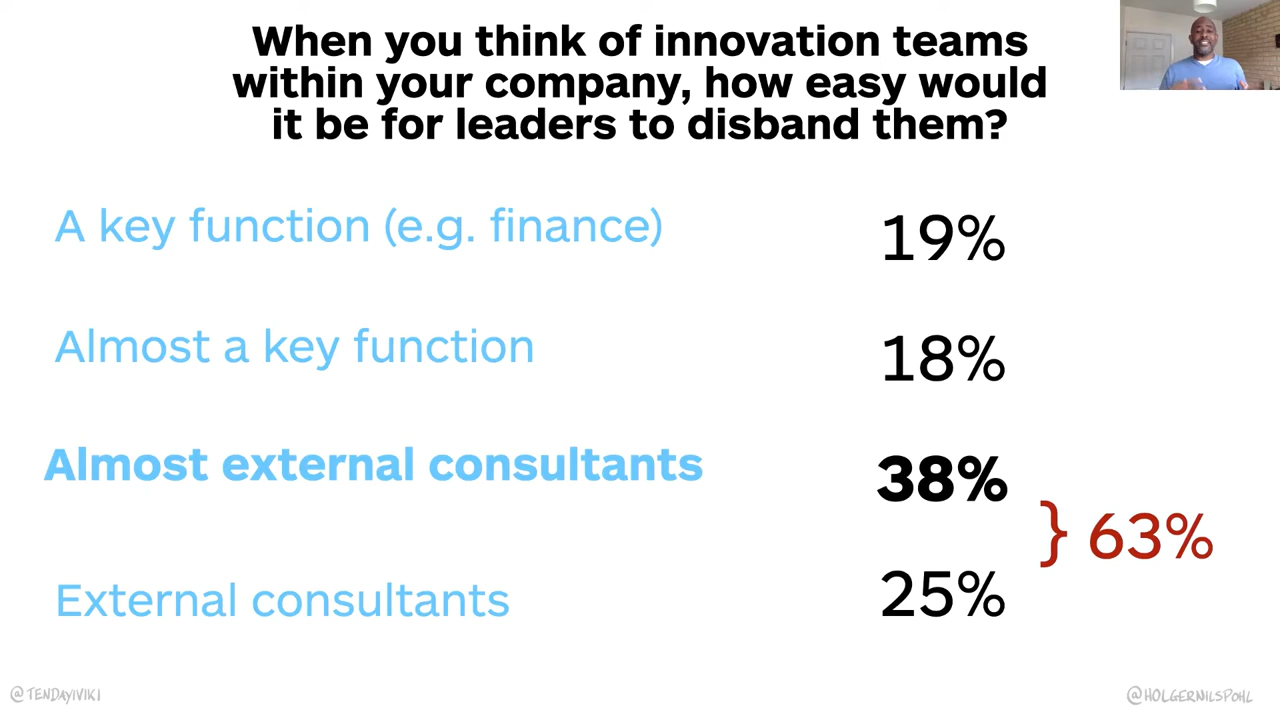 When you think of innovation teams
within your company, how easy would
it be for leaders to disband them?
A key function (e.g. finance) 19%
Almost a key function 18%
Almost external consultants 38%
} 63%
External consultants 25%
@TENDAYIVIKI
@HOLGERNILSPOHL